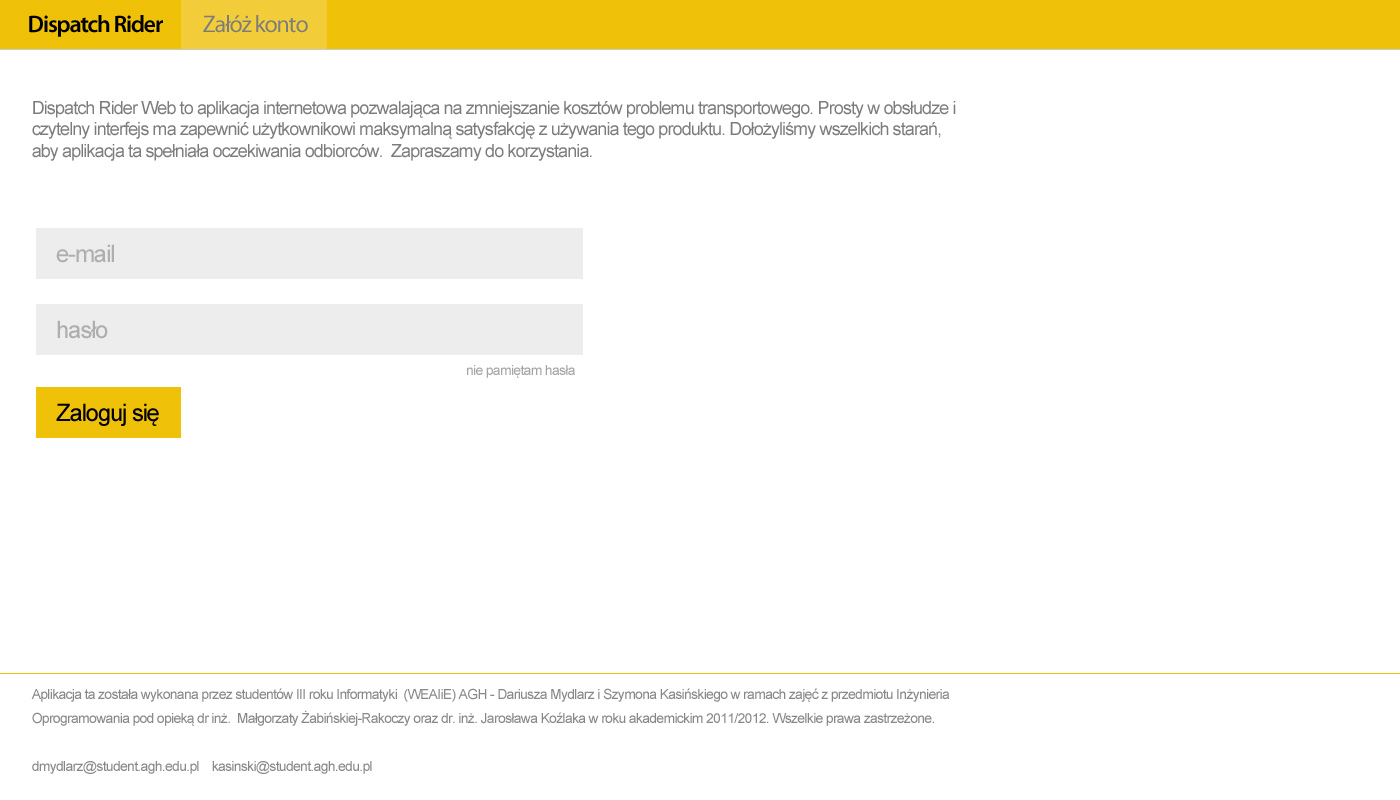 Dispatch Rider Załóż konto
Dispatch Rider Web to aplikacja internetowa pozwalająca na zmniejszanie kosztów problemu transportowego. Prosty w obsłudze i
czytelny interfejs ma zapewnić użytkownikowi maksymalną satysfakcję z używania tego produktu. Dołożyliśmy wszelkich starań,
aby aplikacja ta spełniała oczekiwania odbiorców. Zapraszamy do korzystania.
e-mail
hasło
nie pamiętam hasła
Zaloguj się
Aplikacja ta została wykonana przez studentów III roku Informatyki (WEAIiE) AGH - Dariusza Mydlarz i Szymona Kasińskiego w ramach zajęć z przedmiotu Inżynieria
Oprogramowania pod opieką dr inż. Małgorzaty Żabińskiej-Rakoczy oraz dr. inż. Jarosława Koźlaka w roku akademickim 2011/2012. Wszelkie prawa zastrzeżone.
dmydlarz@student.agh.edu.pl kasinski@student.agh.edu.pl